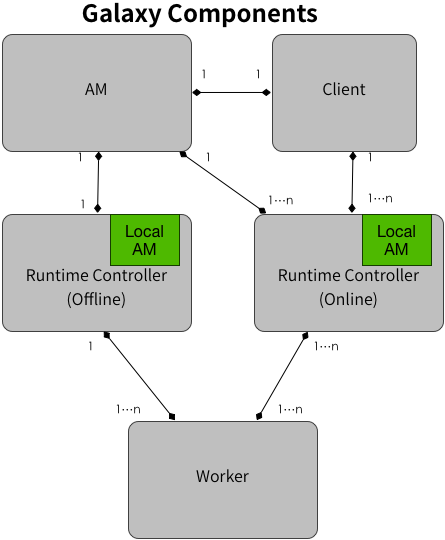 Galaxy Components
AM
1
1
Client
1
1
1
1
1···n
1
1···n
Local
AM
Runtime Controller
(Offline)
Local
AM
Runtime Controller
(Online)
1
1···n
1···n
1···n
Worker